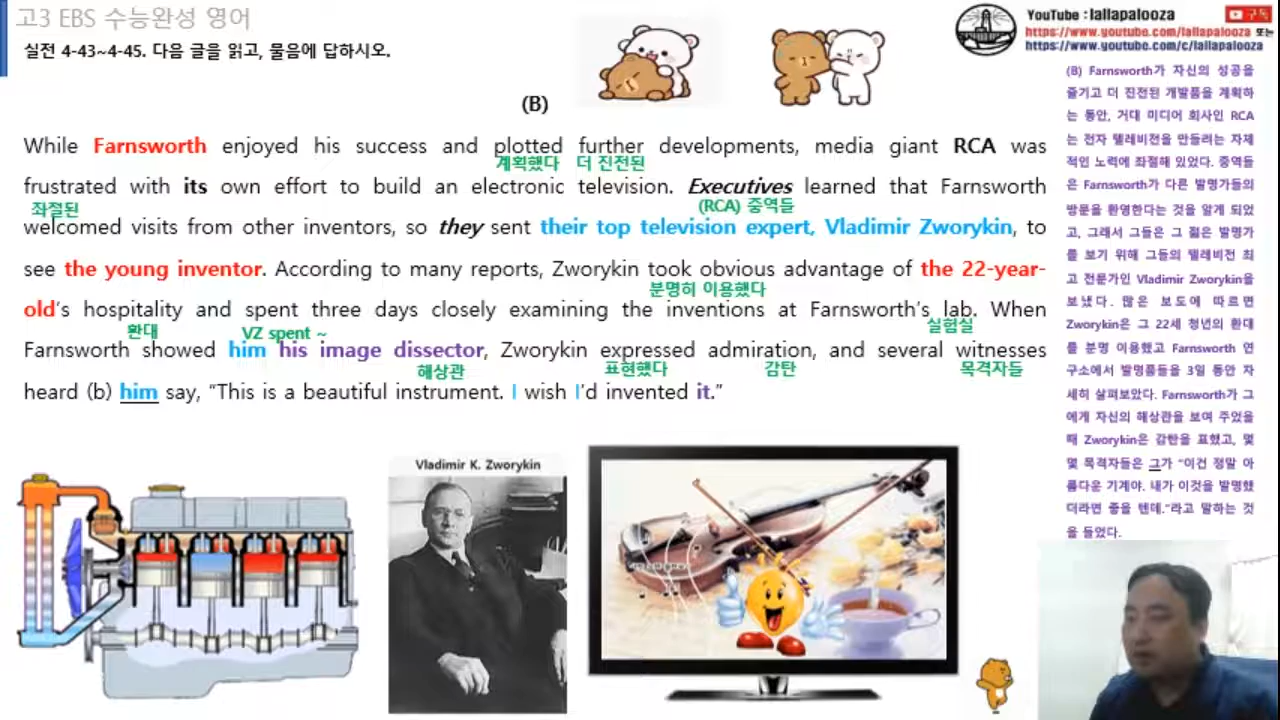 고3 EBS 수능완성 영어
실전 4-43~4-45. 다음 글을 읽고, 물음에 답하시오.
YouTube : lallapalooza
구독
https://www.youtube.com/lallapalooza 또는
https://www.youtube.com/c/lallapalooza
(B)
While Farnsworth enjoyed his success and plotted further developments, media giant RCA was
계획했다 더 진전된
frustrated with its own effort to build an electronic television. Executives learned that Farnsworth
좌절된 (RCA) 중역들
welcomed visits from other inventors, so they sent their top television expert, Vladimir Zworykin, to
see the young inventor. According to many reports, Zworykin took obvious advantage of the 22-year-
분명히 이용했다
old's hospitality and spent three days closely examining the inventions at Farnsworth's lab. When
환대 VZ spent ~ 실험실
Farnsworth showed him his image dissector, Zworykin expressed admiration, and several witnesses
해상관 표현했다 감탄 목격자들
heard (b) him say, "This is a beautiful instrument. I wish I'd invented it."
(B) Farnsworth가 자신의 성공을
즐기고 더 진전된 개발품을 계획하
는 동안, 거대 미디어 회사인 RCA
는 전자 텔레비전을 만들려는 자체
적인 노력에 좌절해 있었다. 중역들
은 Farnsworth가 다른 발명가들의
방문을 환영한다는 것을 알게 되었
고, 그래서 그들은 그 젊은 발명가
를 보기 위해 그들의 텔레비전 최
고 전문가인 Vladimir Zworykin을
보냈다. 많은 보도에 따르면
Zworykin은 그 22세 청년의 환대
를 분명 이용했고 Farnsworth 연
구소에서 발명품들을 3일 동안 자
세히 살펴보았다. Farnsworth가 그
에게 자신의 해상관을 보여 주었을
때 Zworykin은 감탄을 표했고, 몇
몇 목격자들은 그가 "이건 정말 아
름다운 기계야. 내가 이것을 발명했
더라면 좋을 텐데."라고 말하는 것
을 들었다.
Vladimir K. Zworykin